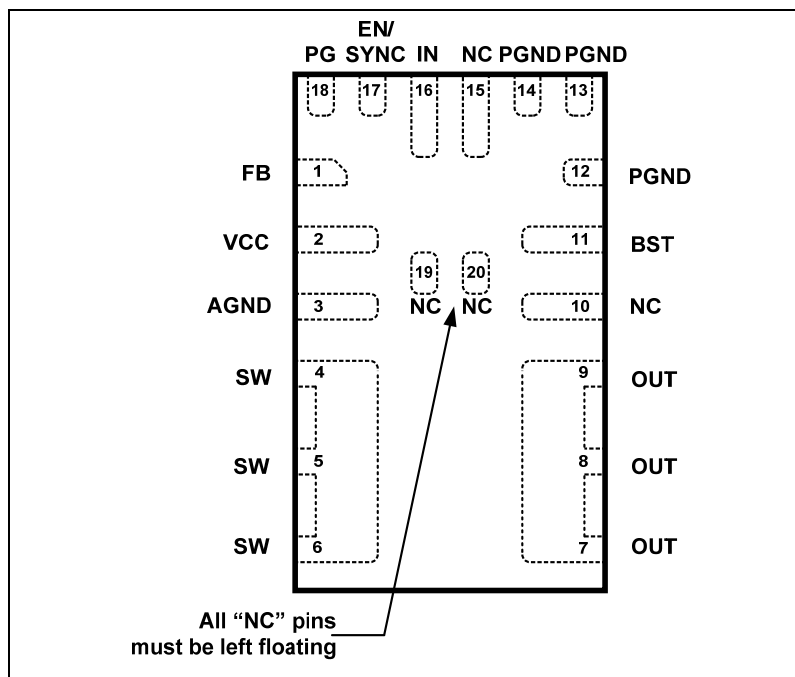 EN/
PG SYNC IN NC PGND PGND
18 17 16 15 14 13
FB 1 12 PGND
VCC 2 11 BST
19 20
AGND 3 NC NC 10 NC
SW 4 9 OUT
SW 5 8 OUT
SW 6 7 OUT
All “NC” pins
must be left floating